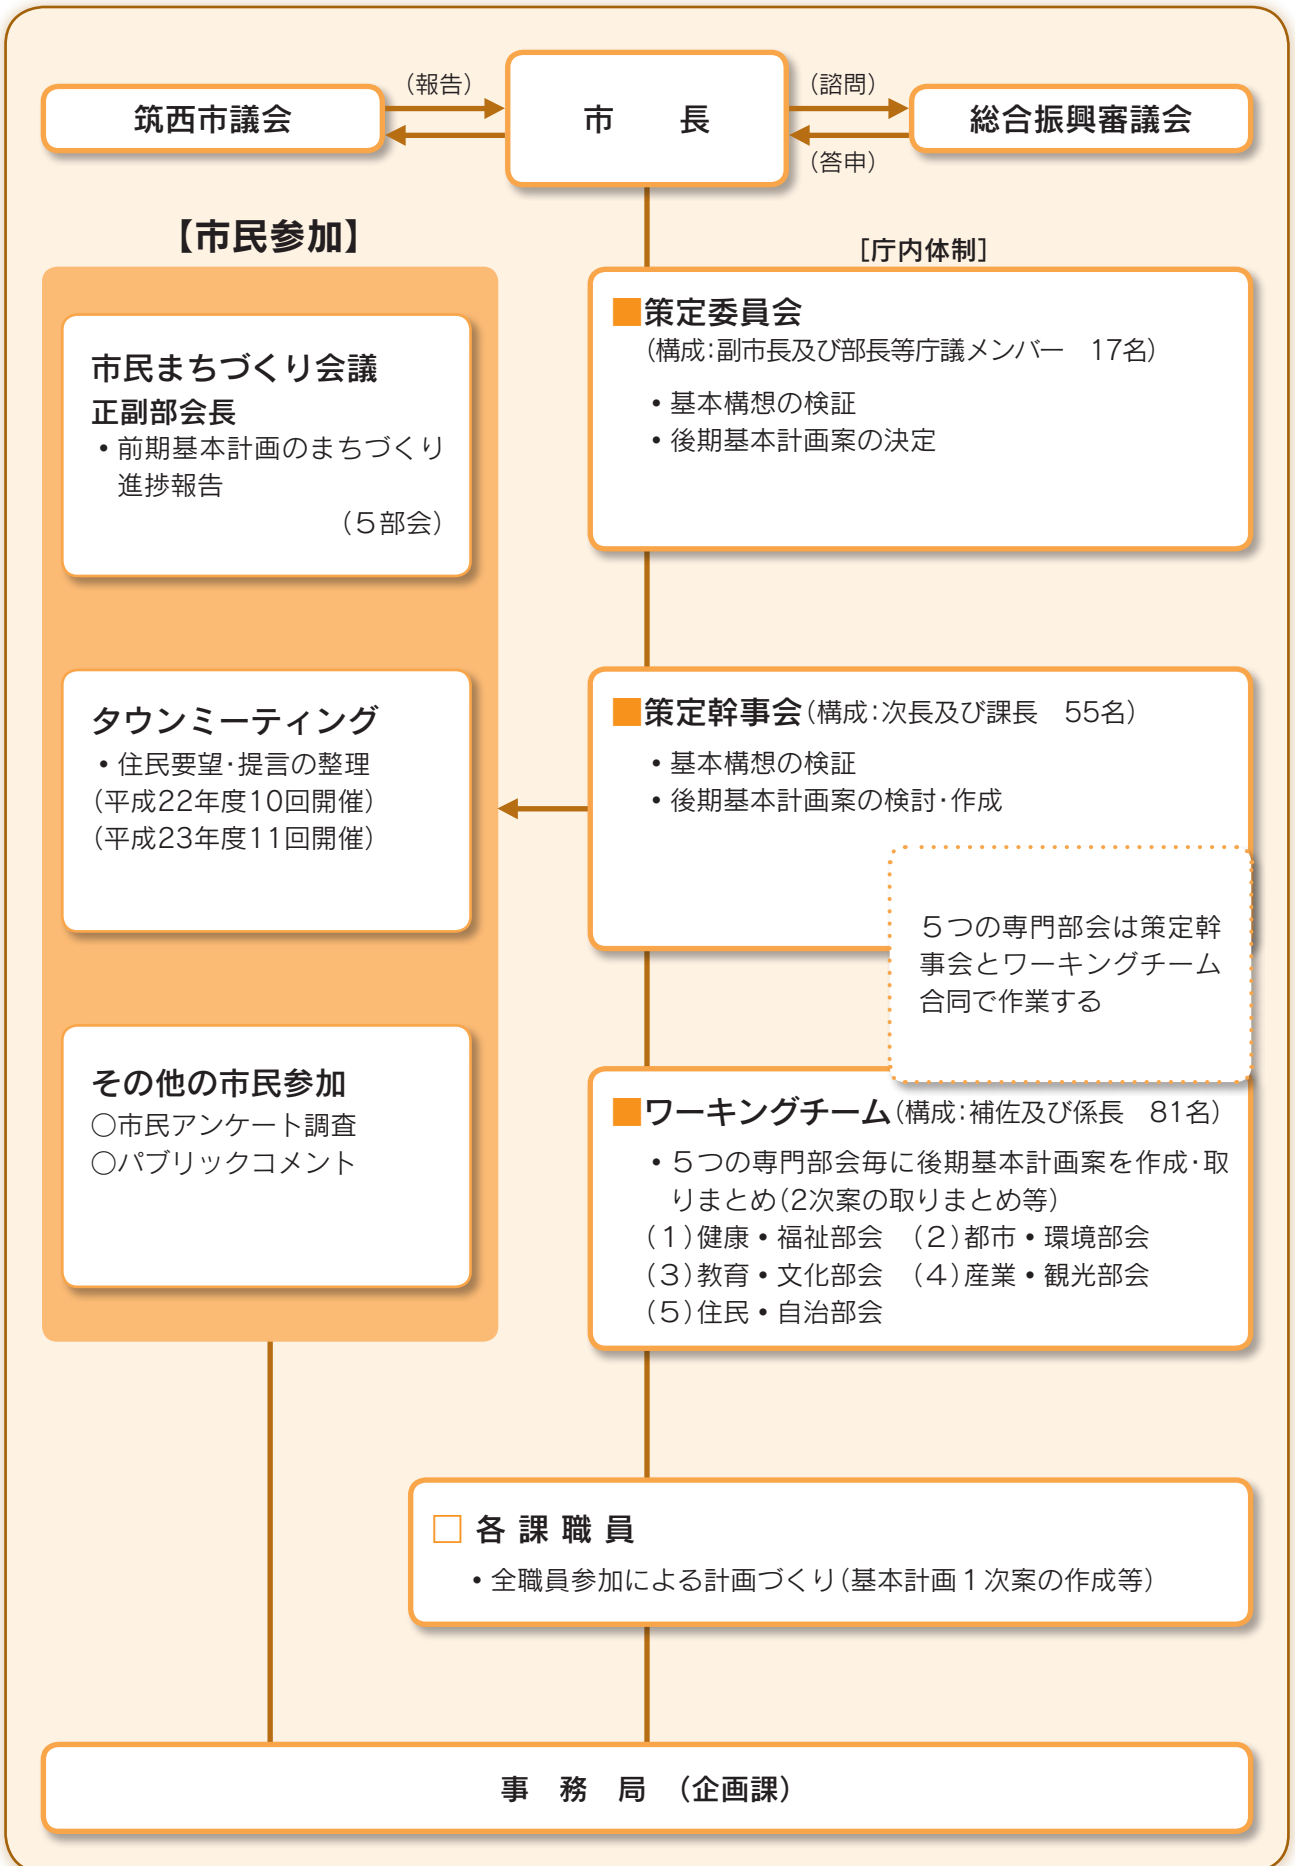 筑西市議会
（報告）
市　　長
（諮問）
（答申）
総合振興審議会
【市民参加】
市民まちづくり会議
正副部会長
・前期基本計画のまちづくり
進捗報告
（５部会）
タウンミーティング
・住民要望・提言の整理
（平成22年度10回開催）
（平成23年度11回開催）
その他の市民参加
○市民アンケート調査
○パブリックコメント
［庁内体制］
■策定委員会
（構成：副市長及び部長等庁議メンバー　17名）
・基本構想の検証
・後期基本計画案の決定
■策定幹事会（構成：次長及び課長　55名）
・基本構想の検証
・後期基本計画案の検討・作成
５つの専門部会は策定幹
事会とワーキングチーム
合同で作業する
■ワーキングチーム（構成：補佐及び係長　81名）
・５つの専門部会毎に後期基本計画案を作成・取
りまとめ（2次案の取りまとめ等）
（１）健康・福祉部会　（２）都市・環境部会
（３）教育・文化部会　（４）産業・観光部会
（５）住民・自治部会
□ 各 課 職 員
・全職員参加による計画づくり（基本計画１次案の作成等）
事　務　局　（企画課）